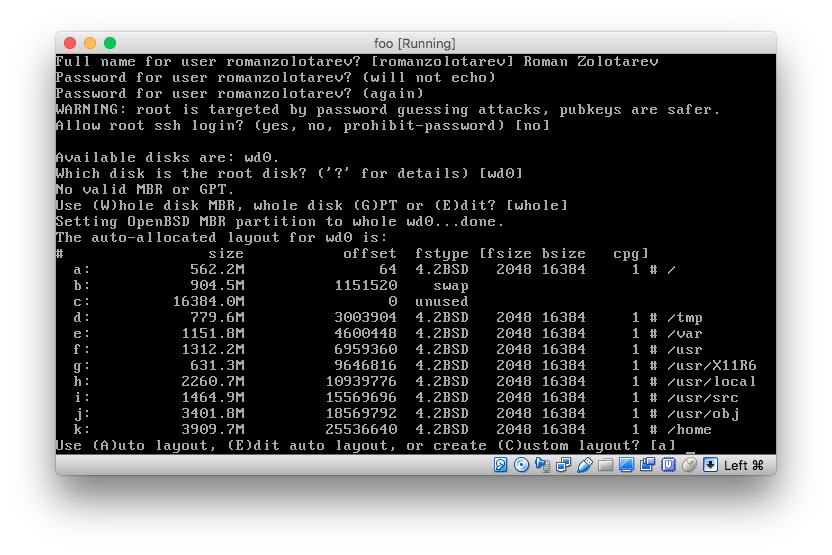 foo [Running]
Full name for user romanzolotarev? [romanzolotarev] Roman Zolotarev
Password for user romanzolotarev? (will not echo)
Password for user romanzolotarev? (again)
WARNING: root is targeted by password guessing attacks, pubkeys are safer.
Allow root ssh login? (yes, no, prohibit-password) [no]
Available disks are: wd0.
Which disk is the root disk? ('?' for details) [wd0]
No valid MBR or GPT.
Use (W)hole disk MBR, whole disk (G)PT or (E)dit? [whole]
Setting OpenBSD MBR partition to whole wd0...done.
The auto-allocated layout for wd0 is:
#                size           offset  fstype [fsize bsize   cpg]
  a:           562.2M               64  4.2BSD   2048 16384     1 # /
  b:           904.5M          1151520    swap
  c:         16384.0M                0  unused
  d:           779.6M          3003904  4.2BSD   2048 16384     1 # /tmp
  e:          1151.8M          4600448  4.2BSD   2048 16384     1 # /var
  f:          1312.2M          6959360  4.2BSD   2048 16384     1 # /usr
  g:           631.3M          9646816  4.2BSD   2048 16384     1 # /usr/X11R6
  h:          2260.7M         10939776  4.2BSD   2048 16384     1 # /usr/local
  i:          1464.9M         15569696  4.2BSD   2048 16384     1 # /usr/src
  j:          3401.8M         18569792  4.2BSD   2048 16384     1 # /usr/obj
  k:          3909.7M         25536640  4.2BSD   2048 16384     1 # /home
Use (A)uto layout, (E)dit auto layout, or create (C)ustom layout? [a]
Left ⌘